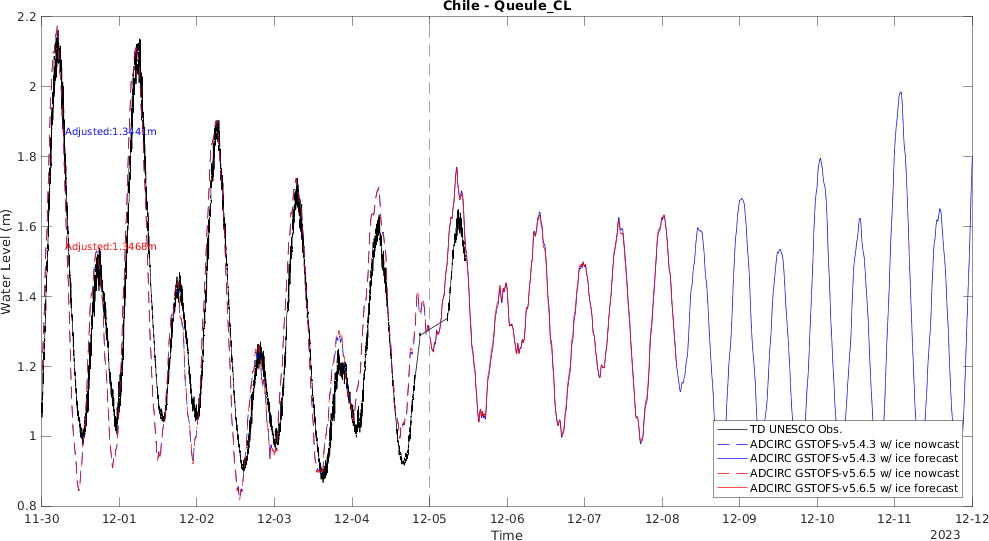 Chile - Queule_CL
2.2
2
1.8
1.6
1.4
1.2
1
0.8
Water Level (m)
Adjusted:1.3441m
Adjusted:1.3468m
TD UNESCO Obs.
ADCIRC GSTOFS-v5.4.3 w/ ice nowcast
ADCIRC GSTOFS-v5.4.3 w/ ice forecast
ADCIRC GSTOFS-v5.6.5 w/ ice nowcast
ADCIRC GSTOFS-v5.6.5 w/ ice forecast
11-30 12-01 12-02 12-03 12-04 12-05 12-06 12-07 12-08 12-09 12-10 12-11 12-12
Time
2023